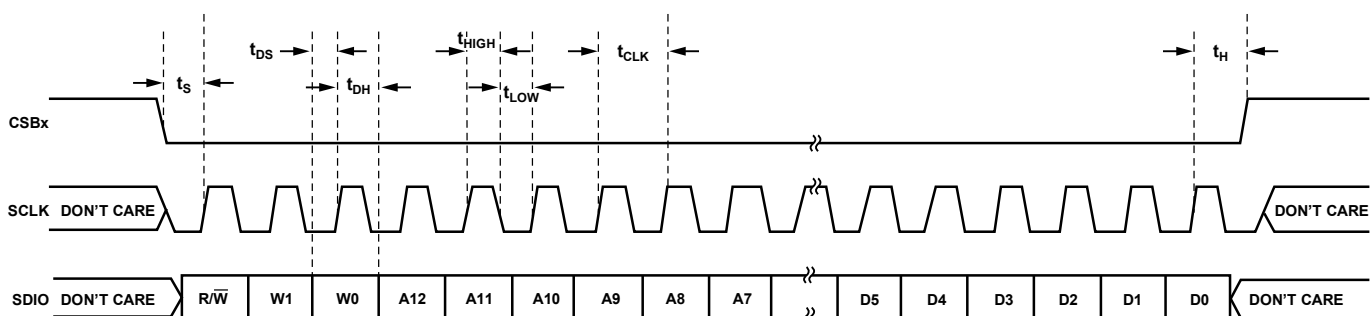 tDS
tHIGH
tCLK
tH
tS
tDH
tLOW
CSBx
SCLK DON'T CARE DON'T CARE
SDIO DON'T CARE R/W̅ W1 W0 A12 A11 A10 A9 A8 A7 D5 D4 D3 D2 D1 D0 DON'T CARE